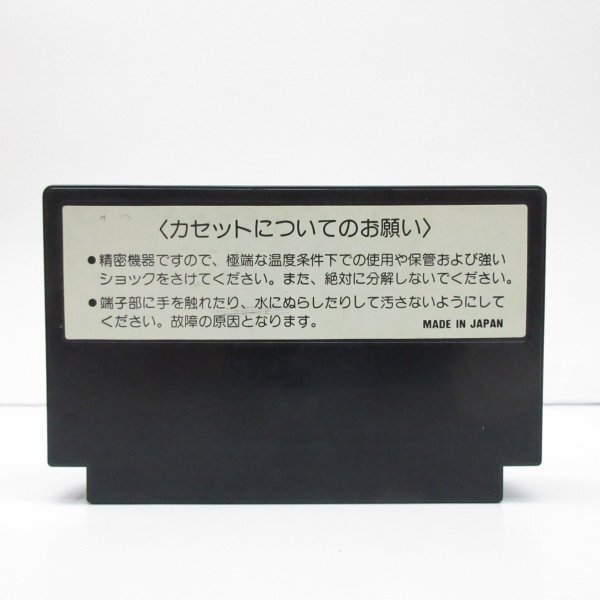 〈カセットについてのお願い〉
●精密機器ですので、極端な温度条件下での使用や保管および強い
ショックをさけてください。また、絶対に分解しないでください。
●端子部に手を触れたり、水にぬらしたりして汚さないようにして
ください。故障の原因となります。
MADE IN JAPAN